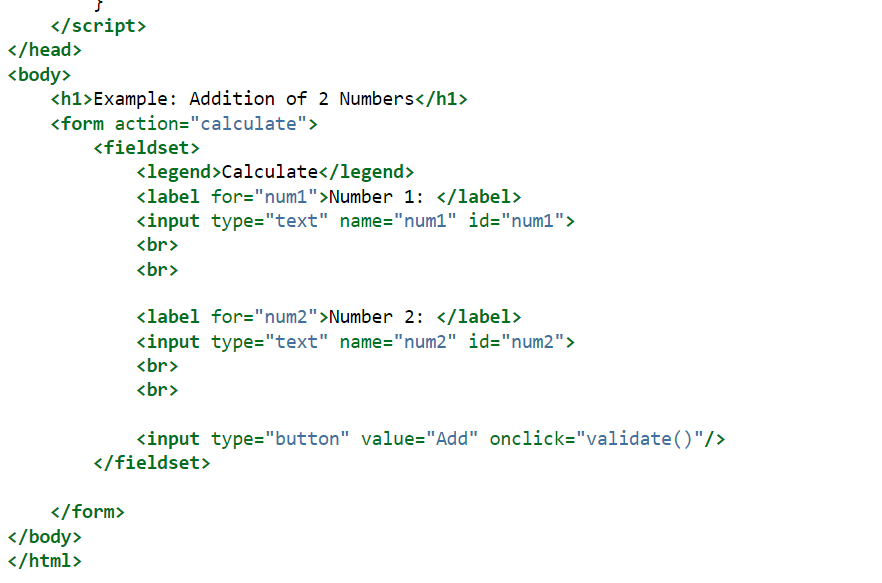 }
</script>
</head>
<body>
<h1>Example: Addition of 2 Numbers</h1>
<form action="calculate">
<fieldset>
<legend>Calculate</legend>
<label for="num1">Number 1: </label>
<input type="text" name="num1" id="num1">
<br>
<br>
<label for="num2">Number 2: </label>
<input type="text" name="num2" id="num2">
<br>
<br>
<input type="button" value="Add" onclick="validate()"/>
</fieldset>
</form>
</body>
</html>